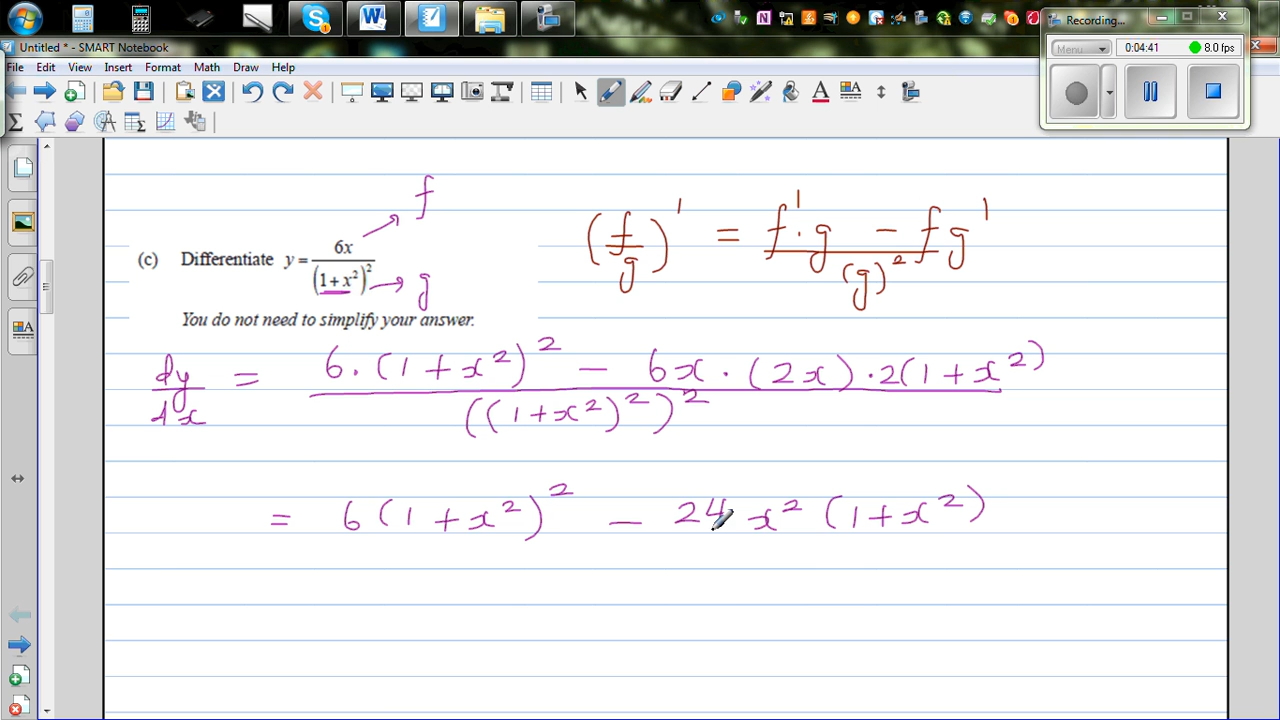 Recording...
Untitled * - SMART Notebook
Menu
0:04:41
8.0 fps
File Edit View Insert Format Math Draw Help
f
(f/g)' = (f'·g − fg')/(g)²
(c) Differentiate y = 6x/(1 + x²)²
g
You do not need to simplify your answer.
dy/dx = (6·(1+x²)² − 6x·(2x)·2(1+x²))/((1+x²)²)²
= 6(1+x²)² − 24x²(1+x²)